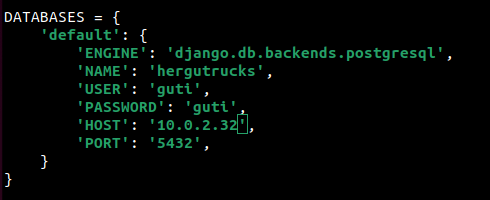 DATABASES = {
    'default': {
        'ENGINE': 'django.db.backends.postgresql',
        'NAME': 'hergutrucks',
        'USER': 'guti',
        'PASSWORD': 'guti',
        'HOST': '10.0.2.32',
        'PORT': '5432',
    }
}